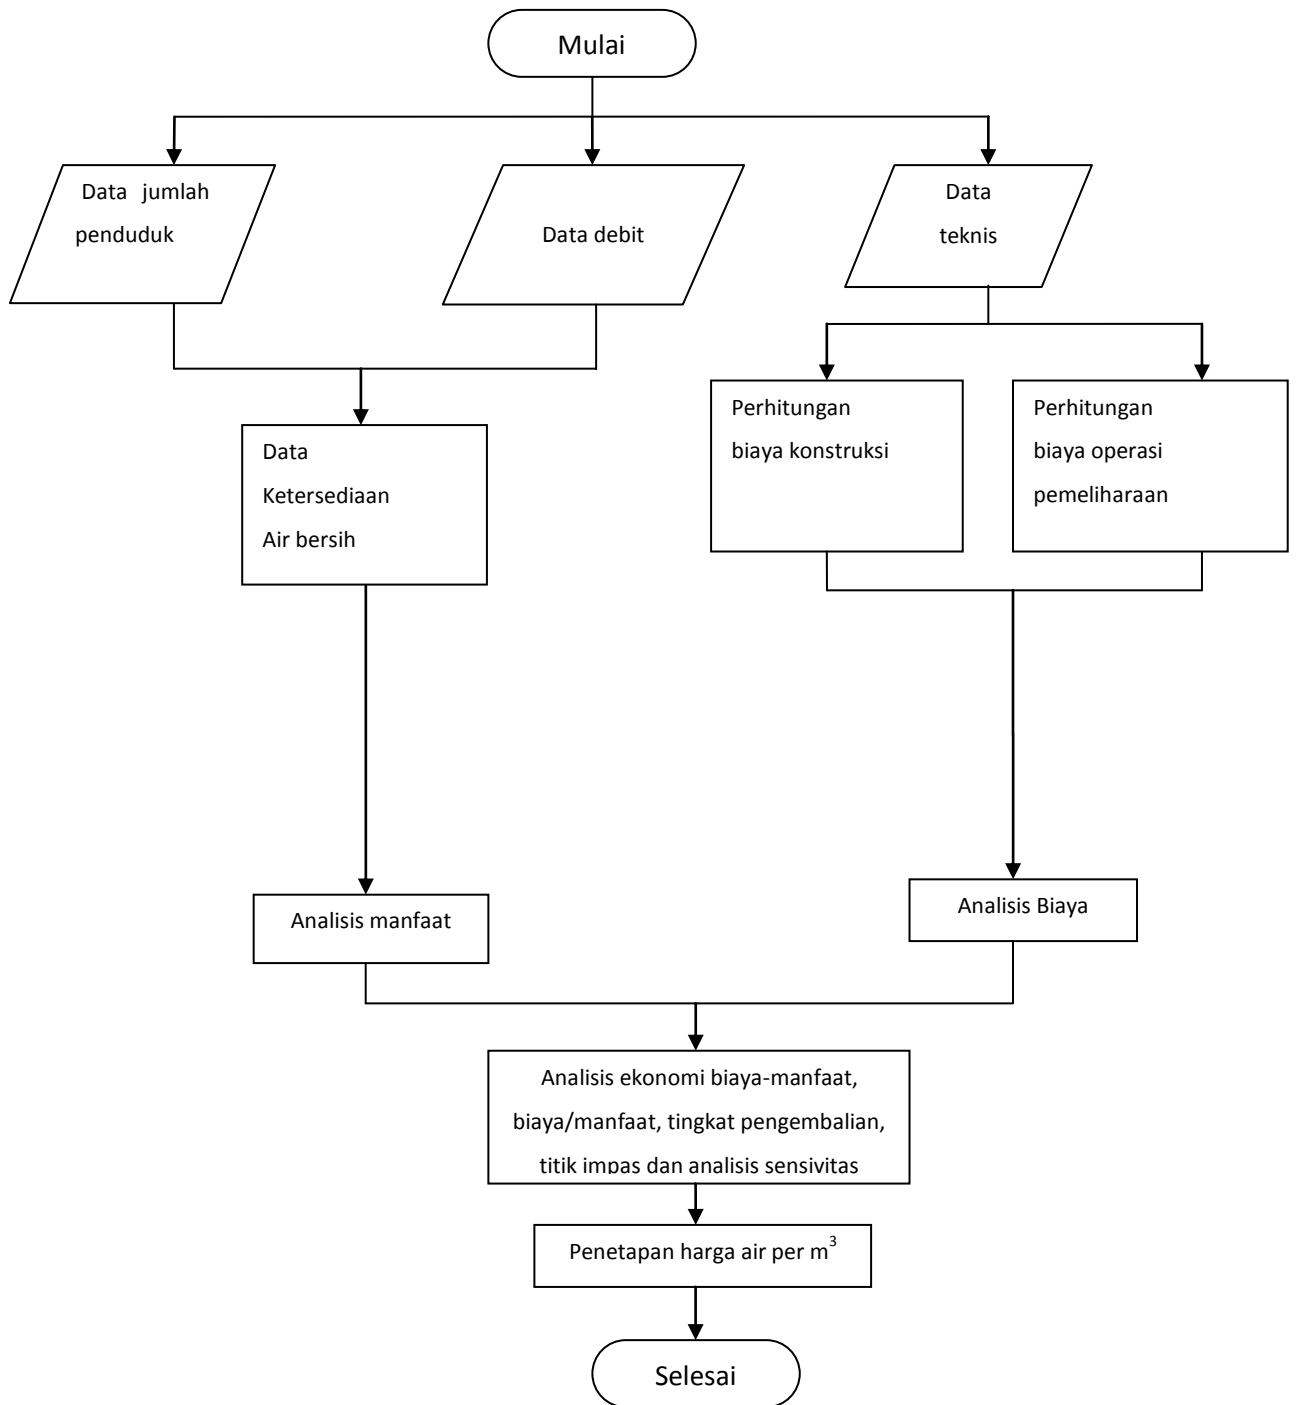 Mulai
Data jumlah
penduduk
Data debit
Data
teknis
Perhitungan
biaya konstruksi
Perhitungan
biaya operasi
pemeliharaan
Data
Ketersediaan
Air bersih
Analisis manfaat
Analisis Biaya
Analisis ekonomi biaya-manfaat,
biaya/manfaat, tingkat pengembalian,
titik impas dan analisis sensivitas
Penetapan harga air per m³
Selesai